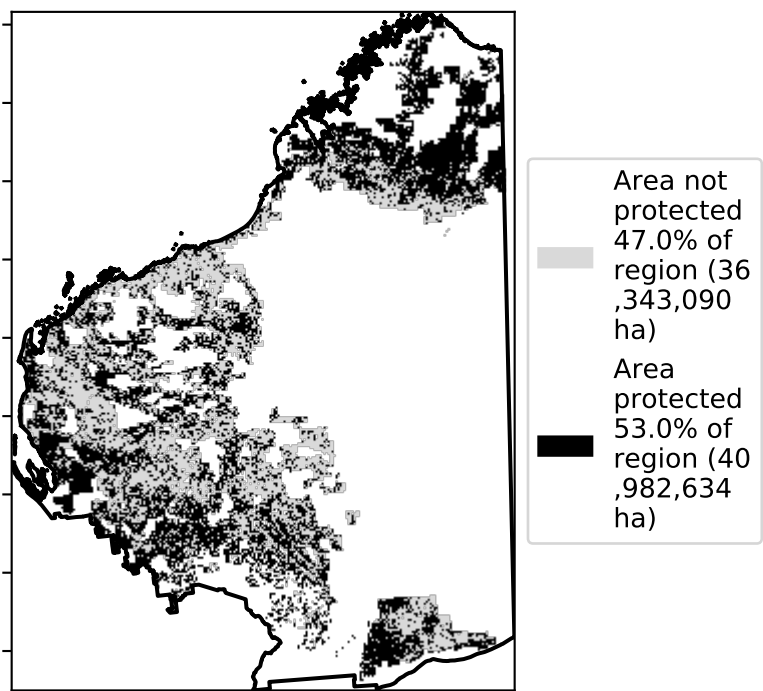 Area not
protected
47.0% of
region (36
,343,090
ha)
Area
protected
53.0% of
region (40
,982,634
ha)